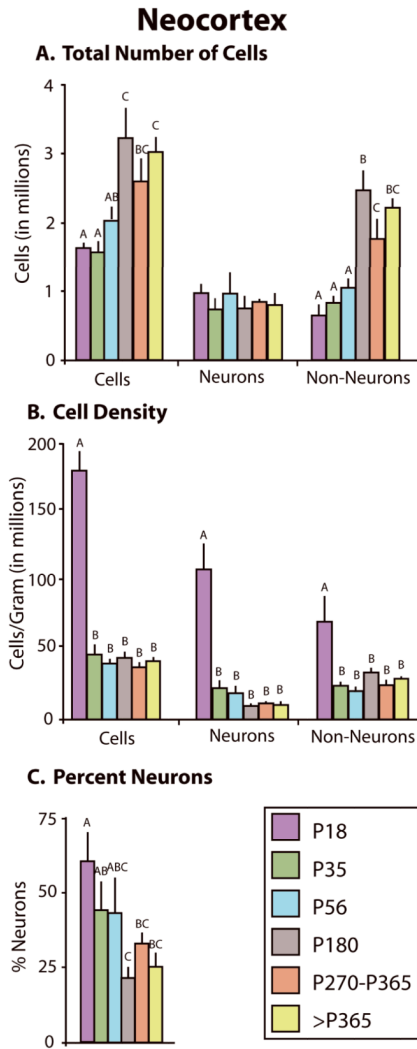 Neocortex
A. Total Number of Cells
Cells (in millions)
4
3
2
1
0
A
A
AB
C
BC
C
A
A
A
B
C
BC
Cells
Neurons
Non-Neurons
B. Cell Density
Cells/Gram (in millions)
200
150
100
50
0
A
B
B
B
B
B
A
B
B
B
B
B
A
B
B
B
B
B
Cells
Neurons
Non-Neurons
C. Percent Neurons
% Neurons
75
50
25
0
A
AB
ABC
C
BC
BC
P18
P35
P56
P180
P270-P365
>P365